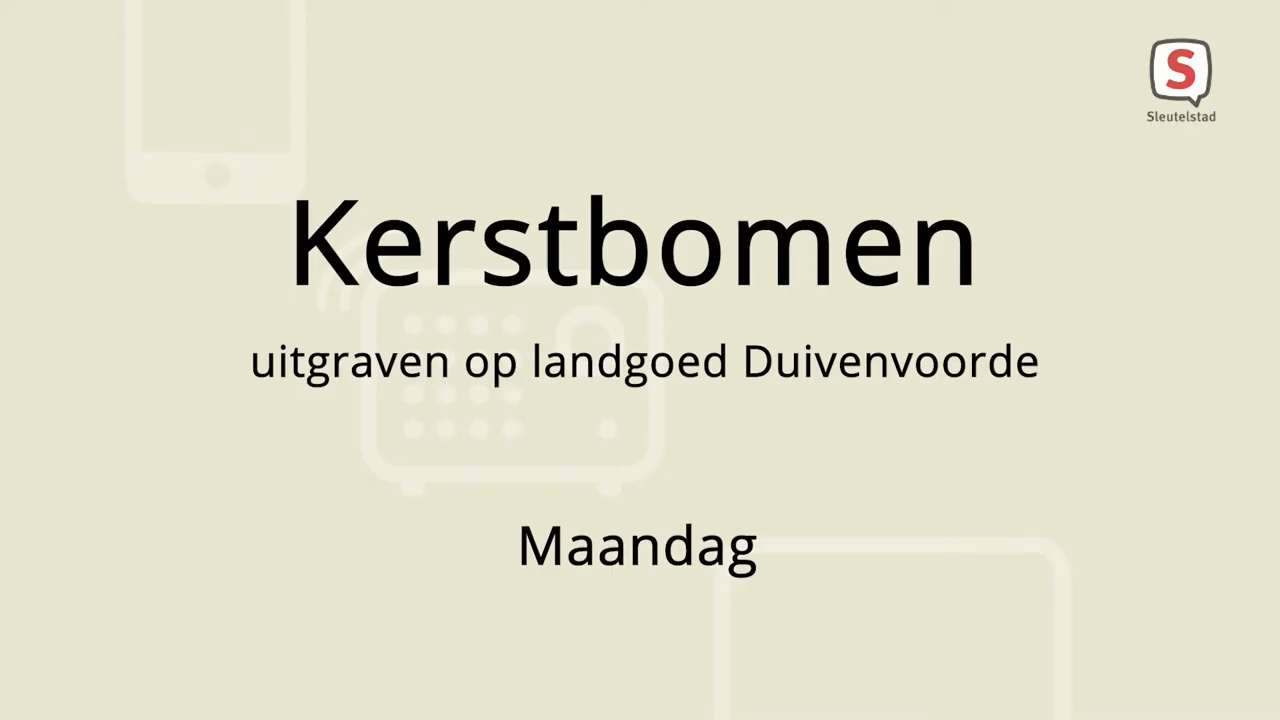 S
Sleutelstad
Kerstbomen
uitgraven op landgoed Duivenvoorde
Maandag